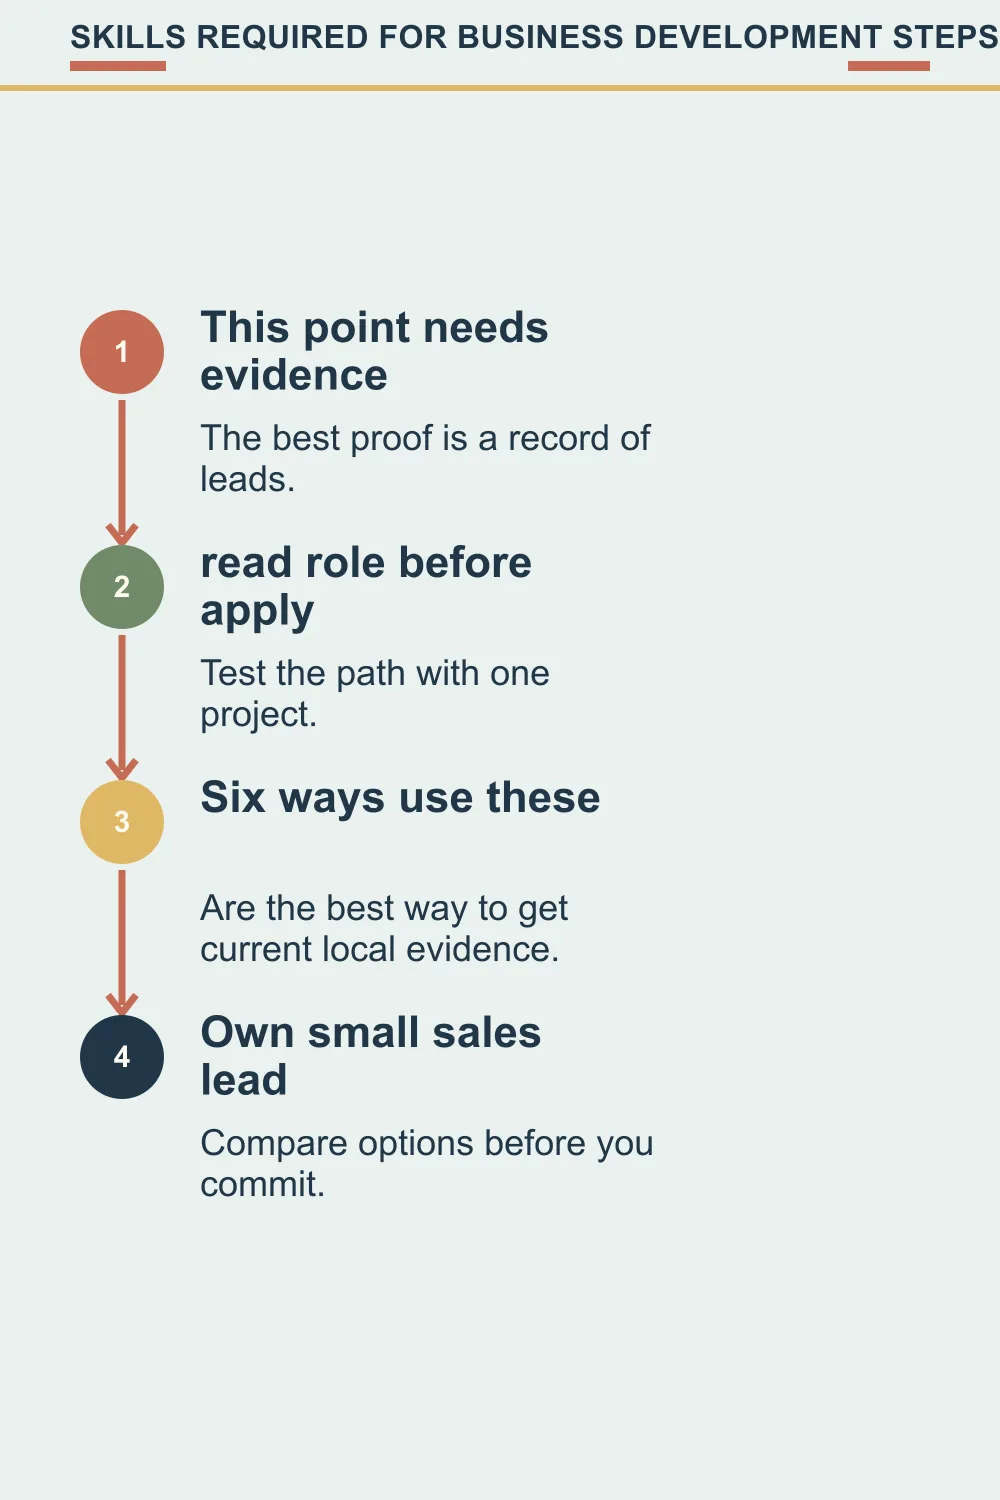 SKILLS REQUIRED FOR BUSINESS DEVELOPMENT STEPS
1
This point needs
evidence
The best proof is a record of
leads.
2
read role before
apply
Test the path with one
project.
3
Six ways use these
Are the best way to get
current local evidence.
4
Own small sales
lead
Compare options before you
commit.